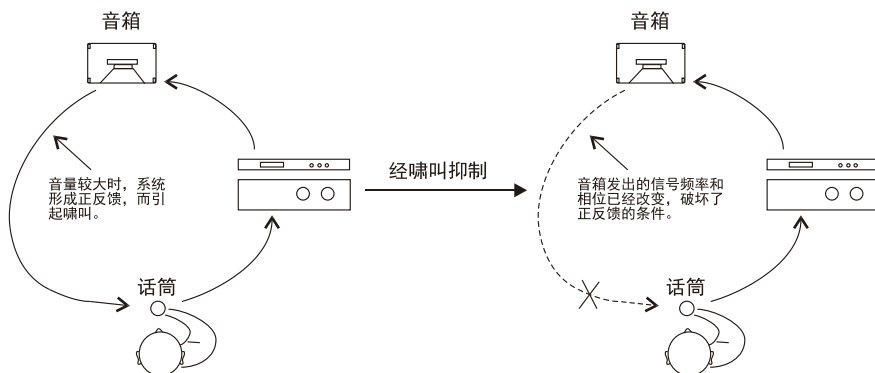 音箱
音量较大时，系统
形成正反馈，而引
起啸叫。
话筒
经啸叫抑制
音箱
音箱发出的信号频率和
相位已经改变，破坏了
正反馈的条件。
话筒